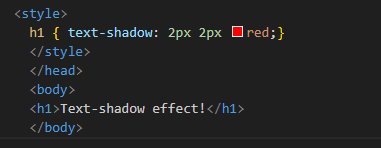 <style>
h1 { text-shadow: 2px 2px red;}
</style>
</head>
<body>
<h1>Text-shadow effect!</h1>
</body>